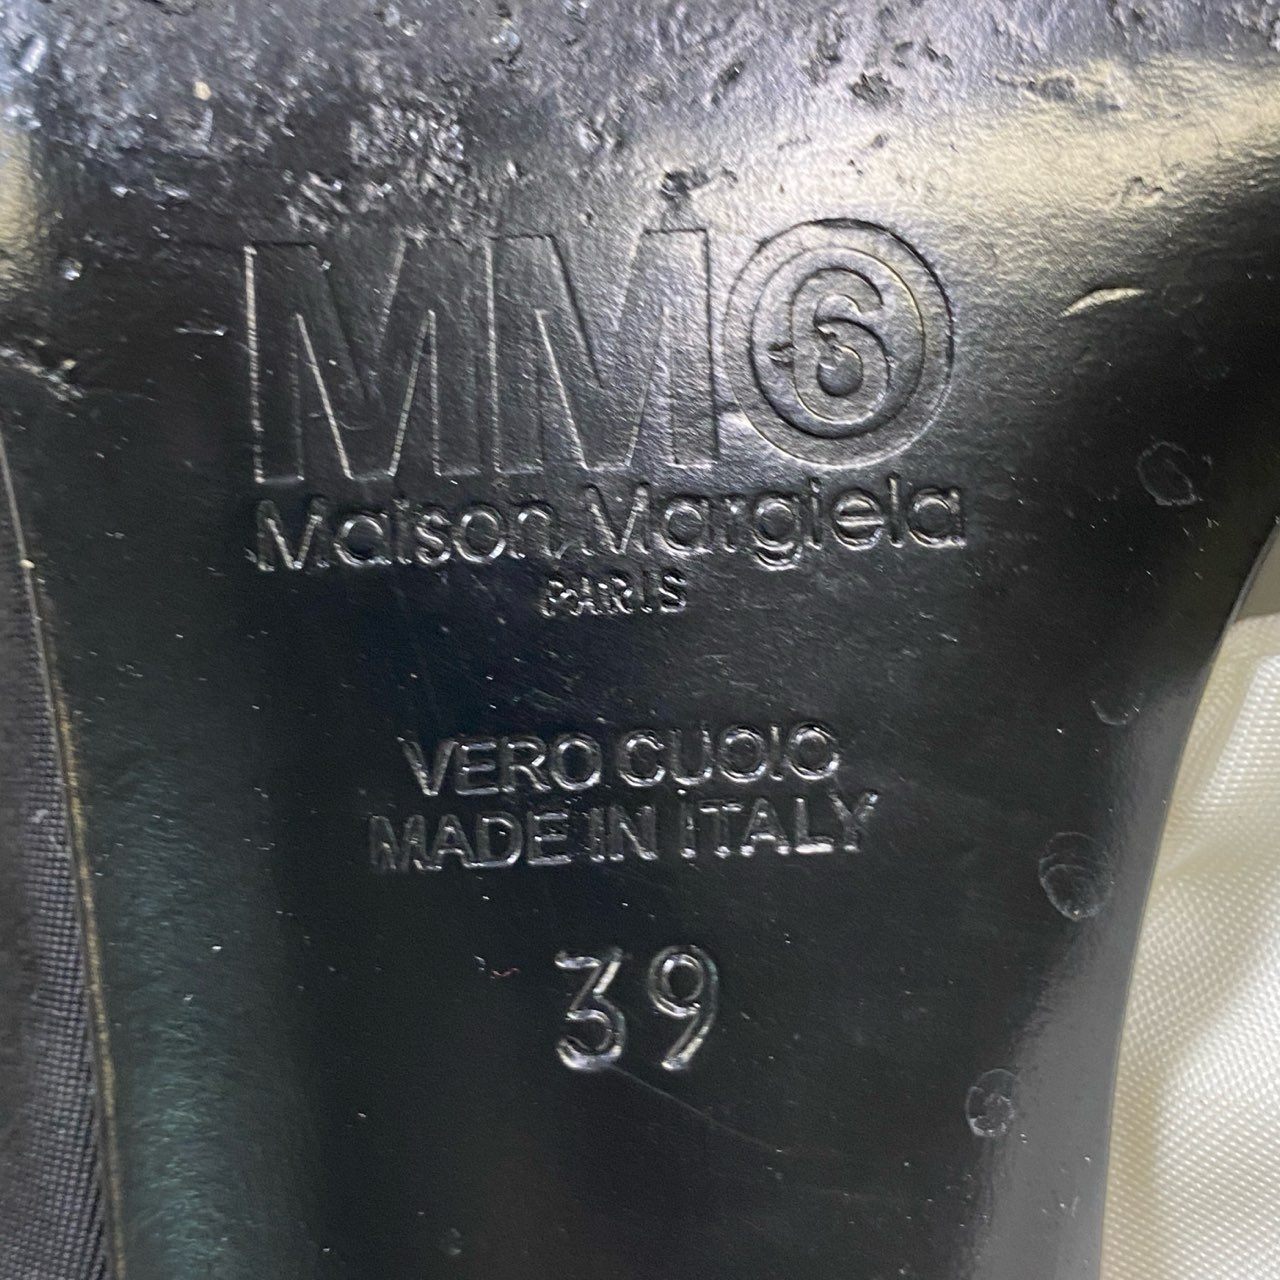 MM6
Maison Margiela
PARIS
VERO CUOIO
MADE IN ITALY
39